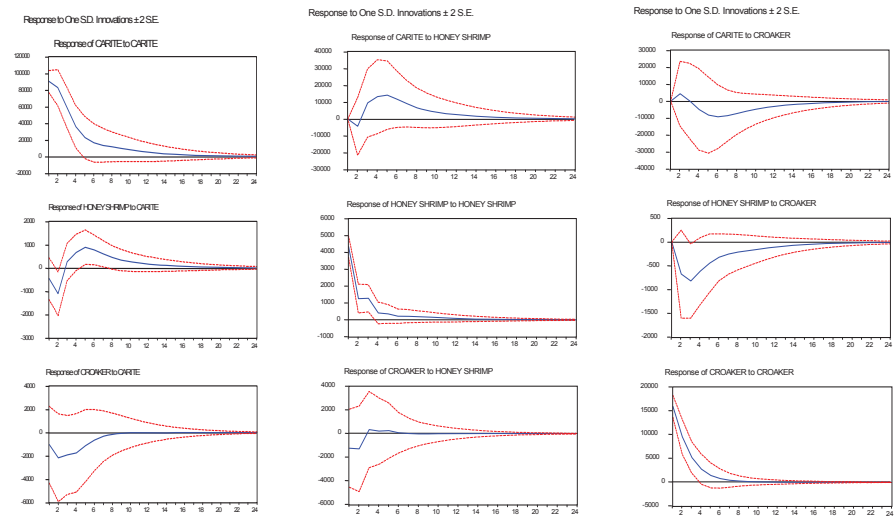 Response to One S.D. Innovations ± 2 S.E.
Response of CARITE to CARITE
120000
100000
80000
60000
40000
20000
0
-20000
2 4 6 8 10 12 14 16 18 20 22 24
Response to One S.D. Innovations ± 2 S.E.
Response of CARITE to HONEY SHRIMP
40000
30000
20000
10000
0
-10000
-20000
-30000
2 4 6 8 10 12 14 16 18 20 22 24
Response to One S.D. Innovations ± 2 S.E.
Response of CARITE to CROAKER
30000
20000
10000
0
-10000
-20000
-30000
-40000
2 4 6 8 10 12 14 16 18 20 22 24
Response of HONEY SHRIMP to CARITE
2000
1000
0
-1000
-2000
-3000
2 4 6 8 10 12 14 16 18 20 22 24
Response of HONEY SHRIMP to HONEY SHRIMP
6000
5000
4000
3000
2000
1000
0
-1000
2 4 6 8 10 12 14 16 18 20 22 24
Response of HONEY SHRIMP to CROAKER
500
0
-500
-1000
-1500
-2000
2 4 6 8 10 12 14 16 18 20 22 24
Response of CROAKER to CARITE
4000
2000
0
-2000
-4000
-6000
2 4 6 8 10 12 14 16 18 20 22 24
Response of CROAKER to HONEY SHRIMP
4000
2000
0
-2000
-4000
-6000
2 4 6 8 10 12 14 16 18 20 22 24
Response of CROAKER to CROAKER
20000
15000
10000
5000
0
-5000
2 4 6 8 10 12 14 16 18 20 22 24